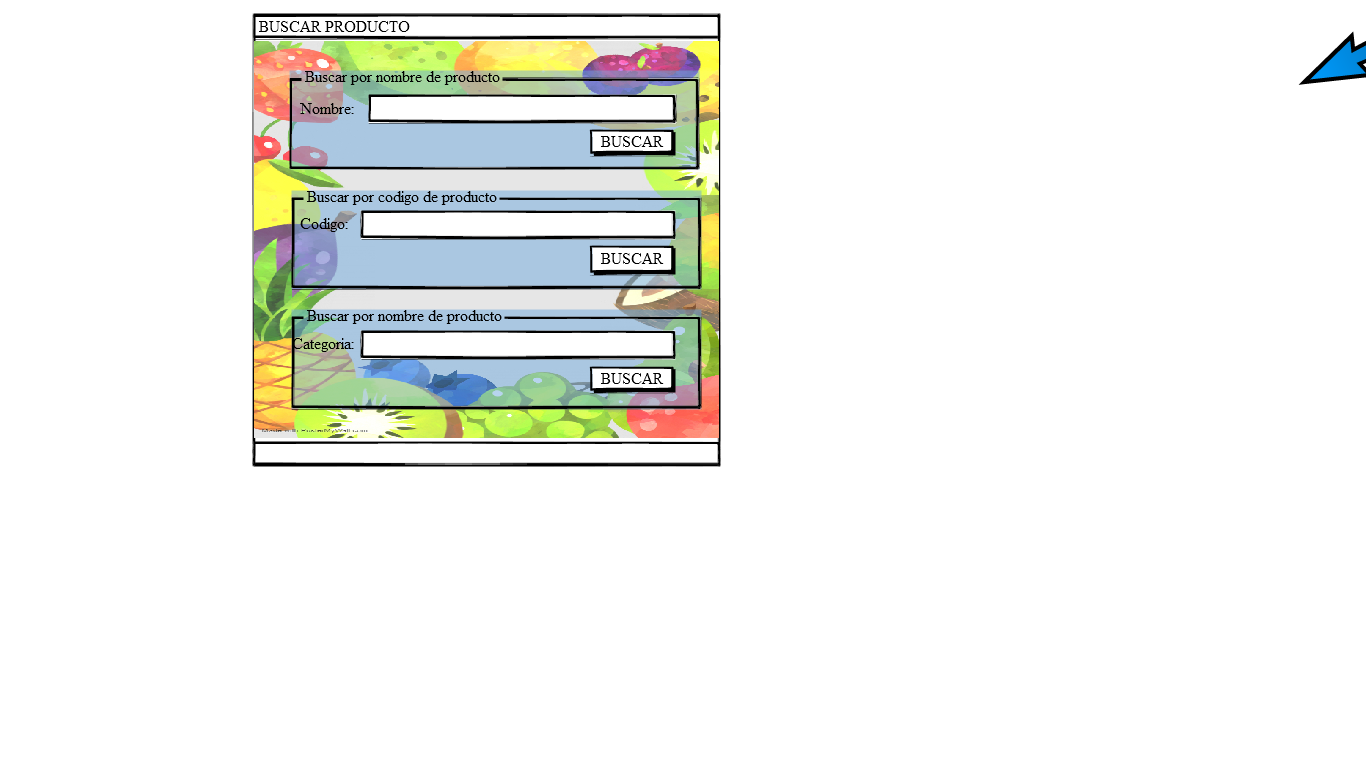 BUSCAR PRODUCTO
Buscar por nombre de producto
Nombre:
BUSCAR
Buscar por codigo de producto
Codigo:
BUSCAR
Buscar por nombre de producto
Categoria:
BUSCAR